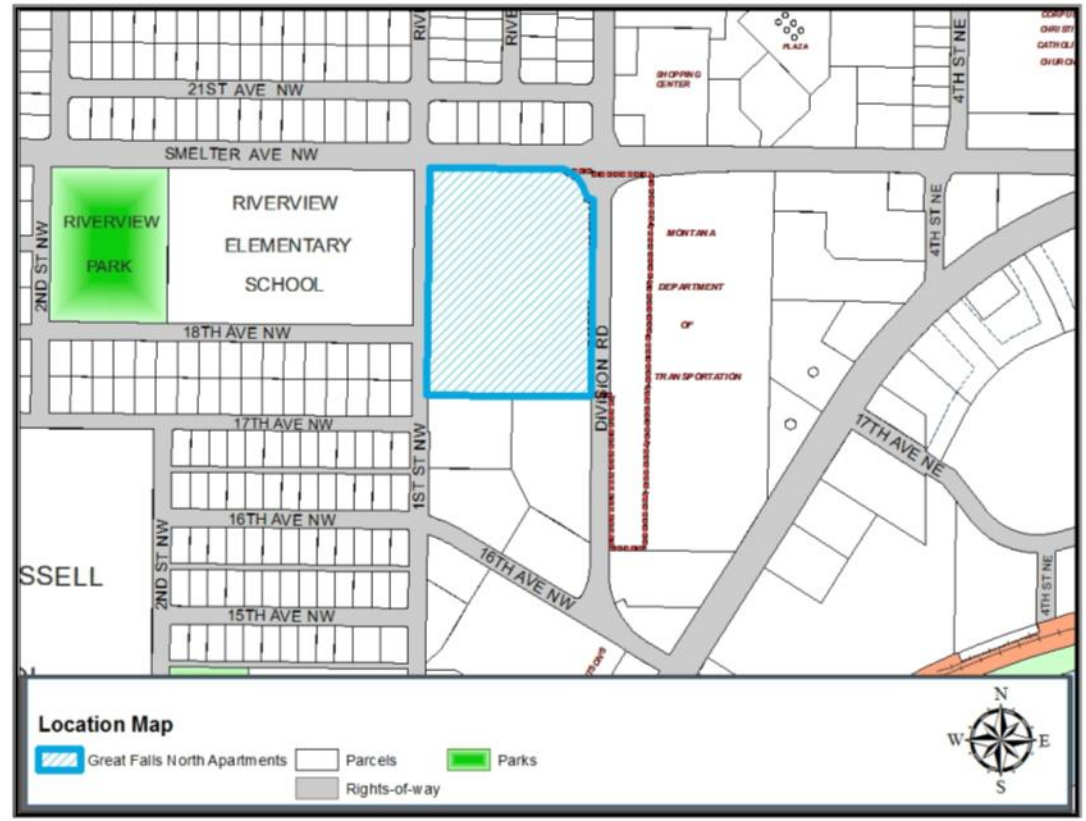 RIVE
RIVE
PLAZA
CHRISTI
CATHOLI
CHURCH
SHOPPING
CENTER
4TH ST NE
21ST AVE NW
SMELTER AVE NW
RIVERVIEW
PARK
RIVERVIEW
ELEMENTARY
SCHOOL
2ND ST NW
MONTANA
DEPARTMENT
OF
TRANSPORTATION
4TH ST NE
18TH AVE NW
DIVISION RD
17TH AVE NW
17TH AVE NE
1ST ST NW
16TH AVE NW
16TH AVE NW
2ND ST NW
SSELL
15TH AVE NW
4TH ST NE
SONS
Location Map
Great Falls North Apartments
Parcels
Parks
Rights-of-way
N
W
E
S